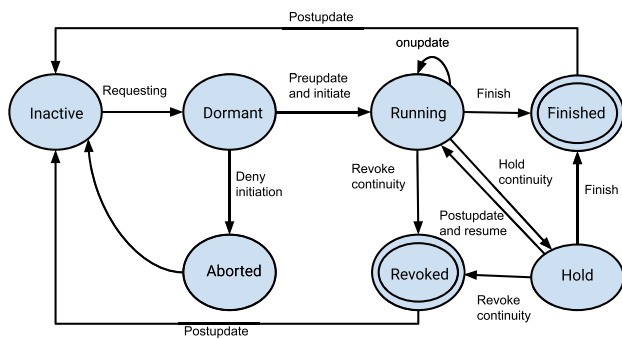 Postupdate
onupdate
Requesting
Preupdate
and initiate
Finish
Inactive
Dormant
Running
Finished
Deny
initiation
Revoke
continuity
Hold
continuity
Postupdate
and resume
Finish
Aborted
Revoked
Hold
Revoke
continuity
Postupdate